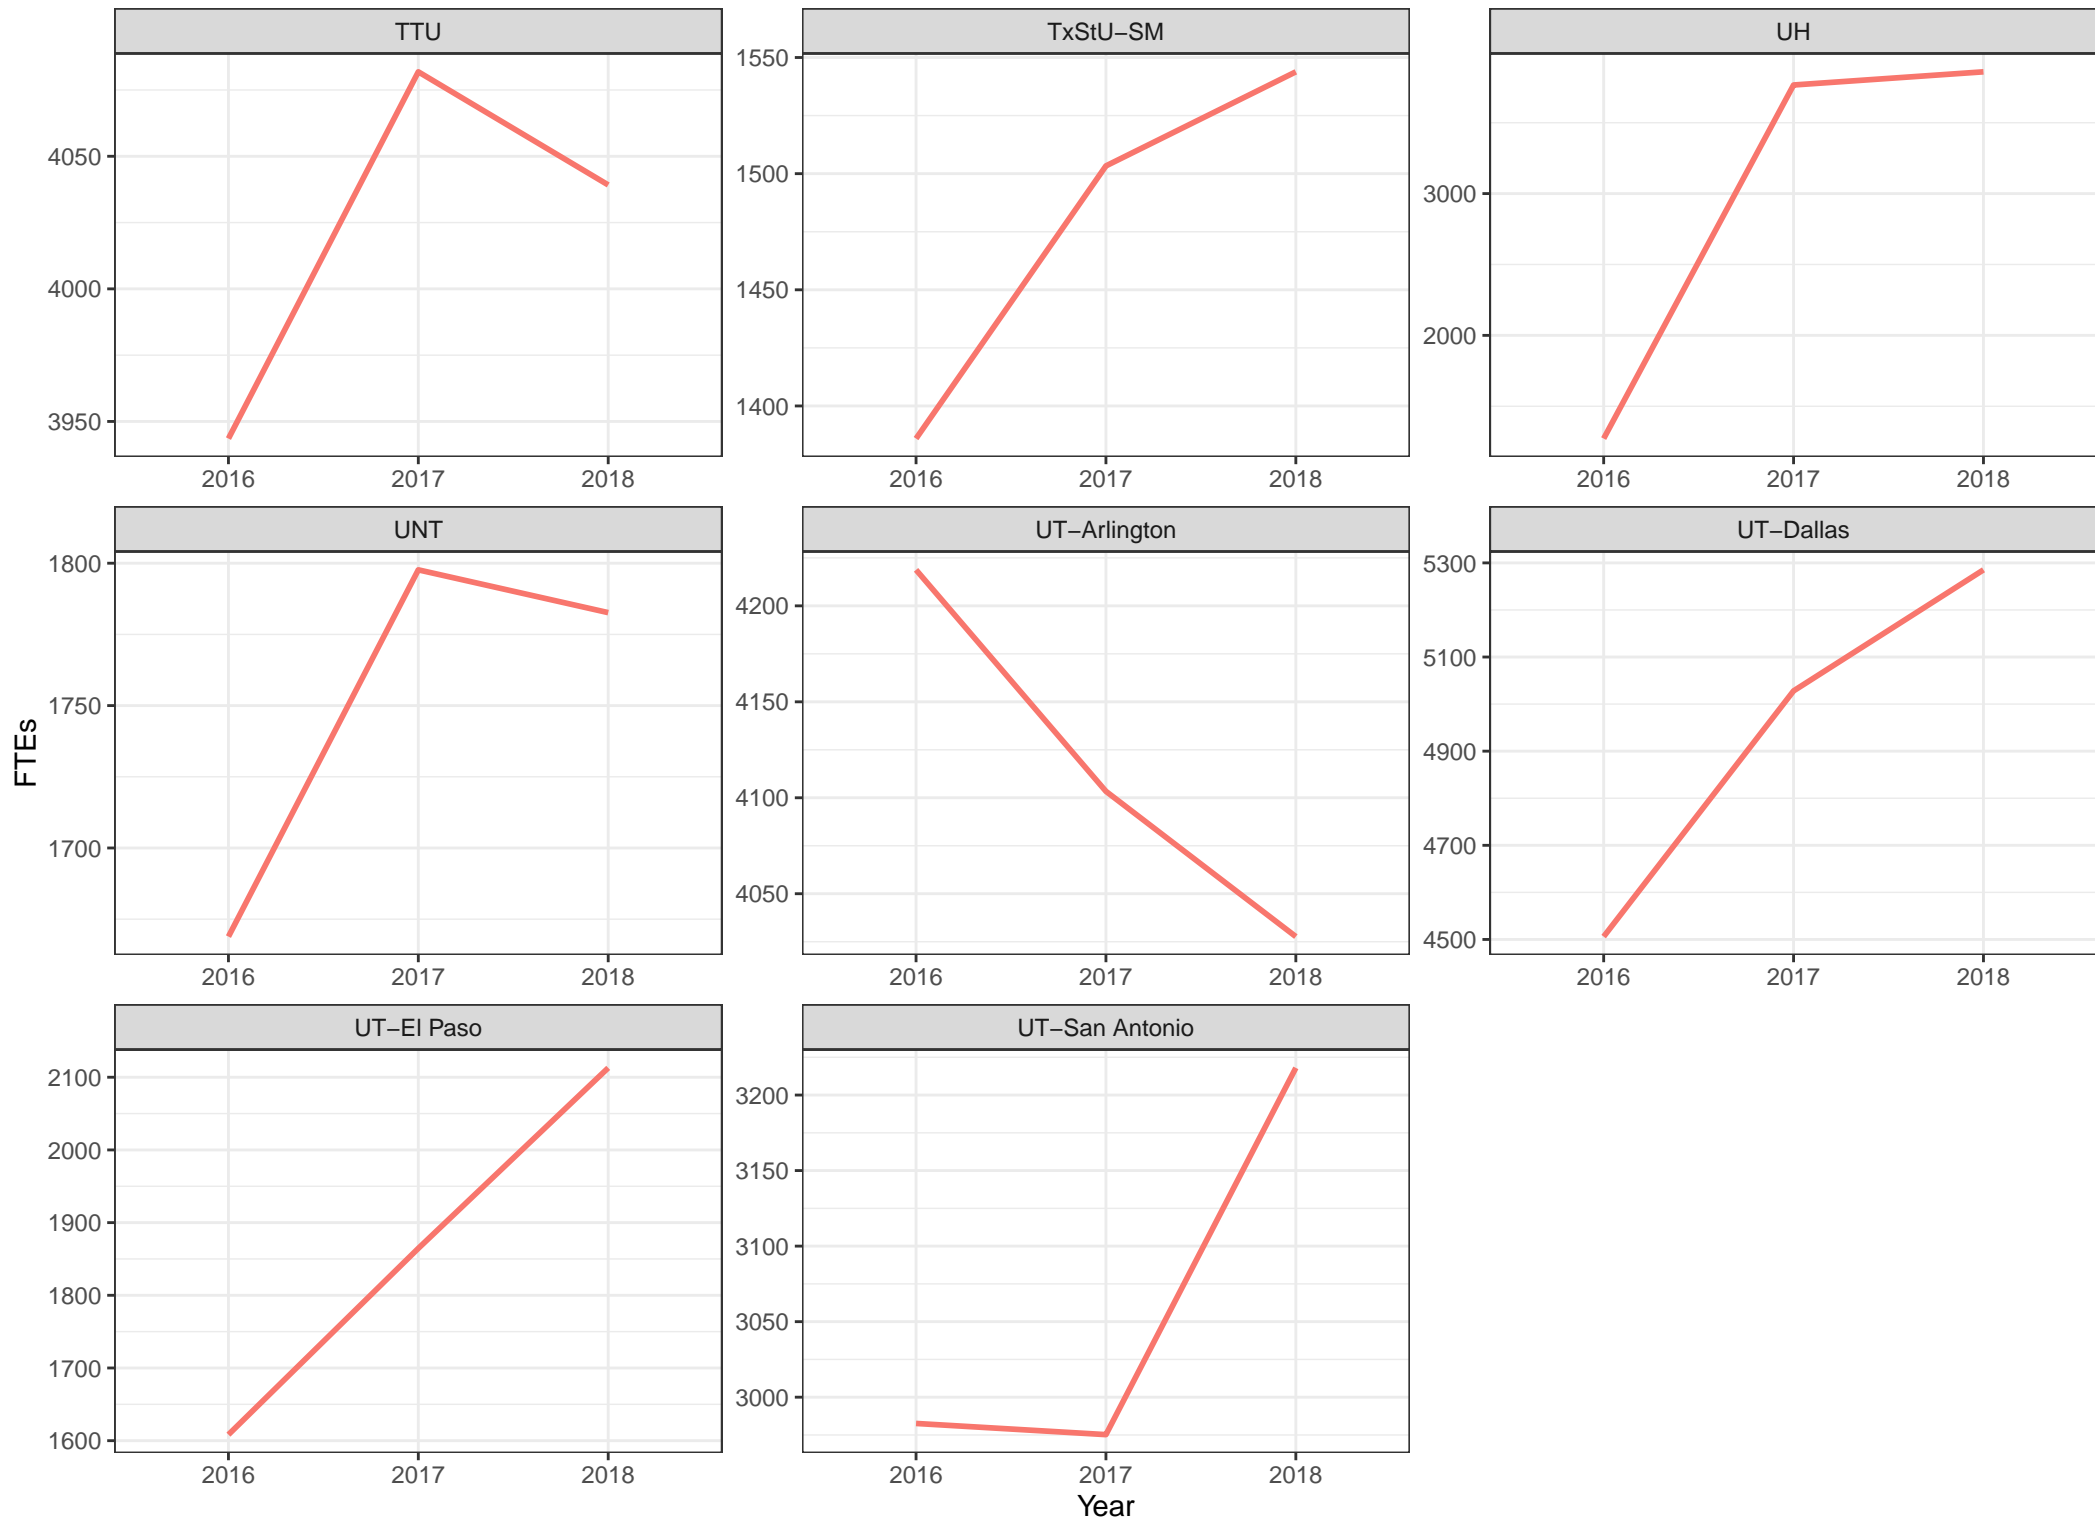 TTU
TxStU−SM
UH
4050
4000
3950
1550
1500
1450
1400
3000
2000
2016 2017 2018
2016 2017 2018
2016 2017 2018
UNT
UT−Arlington
UT−Dallas
FTEs
1800
1750
1700
4200
4150
4100
4050
5300
5100
4900
4700
4500
2016 2017 2018
2016 2017 2018
2016 2017 2018
UT−El Paso
UT−San Antonio
2100
2000
1900
1800
1700
1600
3200
3150
3100
3050
3000
2016 2017 2018
2016 2017 2018
Year